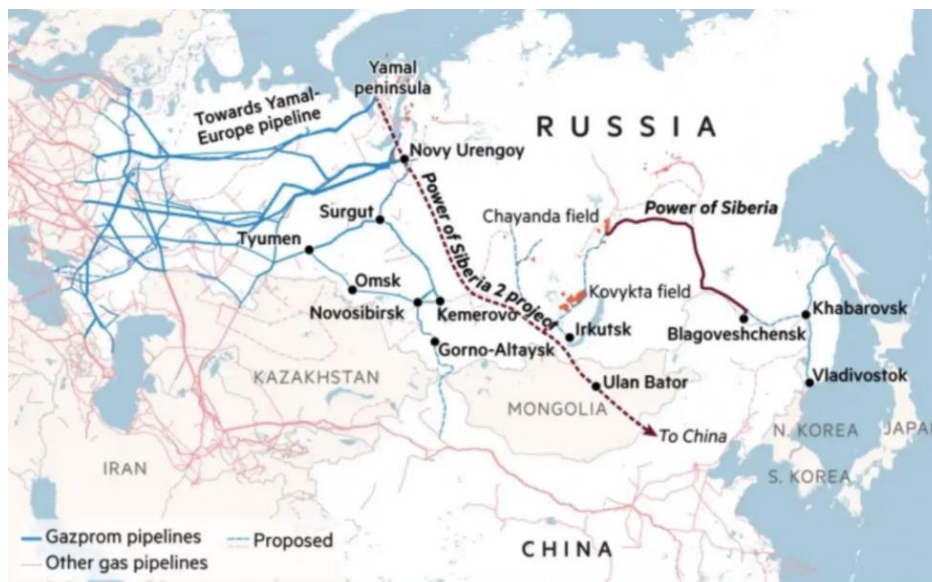 Yamal
peninsula
Towards Yamal-
Europe pipeline
RUSSIA
Novy Urengoy
Power of Siberia 2 project
Chayanda field
Power of Siberia
Surgut
Tyumen
Omsk
Kovykta field
Novosibirsk
Kemerovo
Khabarovsk
Irkutsk
Blagoveshchensk
Gorno-Altaysk
KAZAKHSTAN
Ulan Bator
Vladivostok
MONGOLIA
To China
N. KOREA
JAPA
IRAN
S. KOREA
Gazprom pipelines
Proposed
Other gas pipelines
CHINA